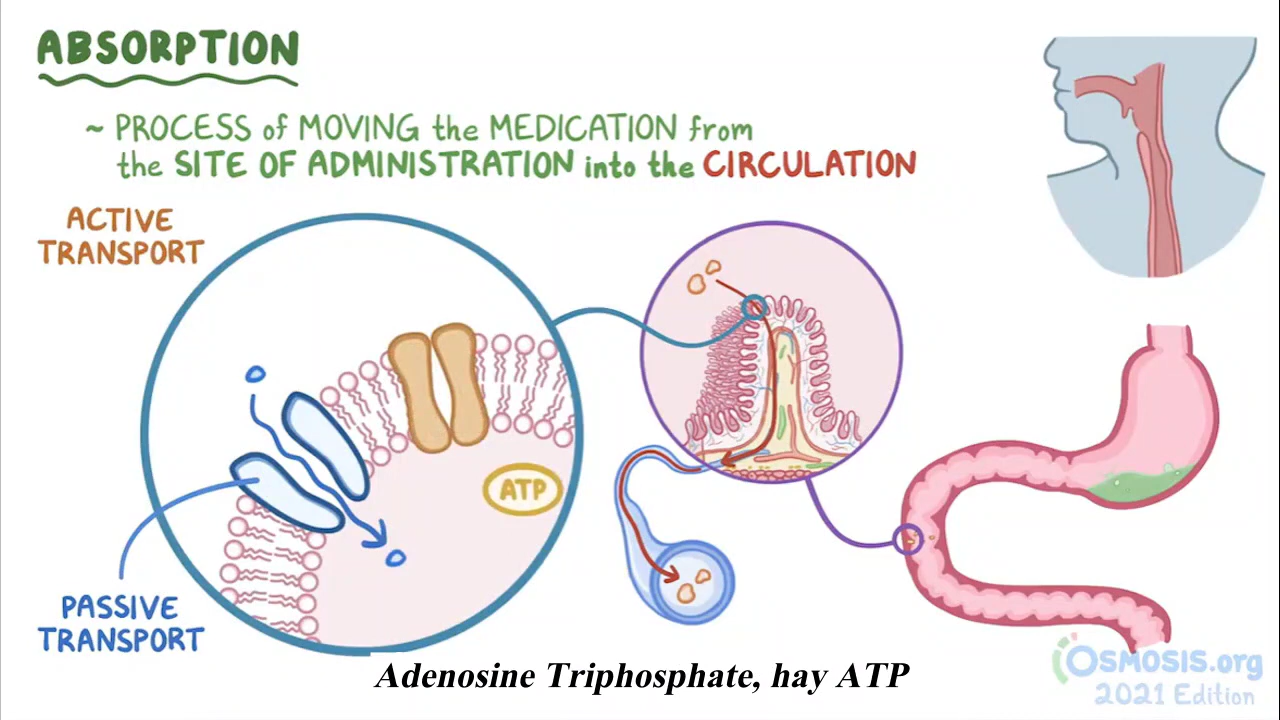 ABSORPTION
~ PROCESS of MOVING the MEDICATION from
the SITE OF ADMINISTRATION into the CIRCULATION
ACTIVE
TRANSPORT
ATP
PASSIVE
TRANSPORT
Adenosine Triphosphate, hay ATP
OSMOSIS.org
2021 Edition